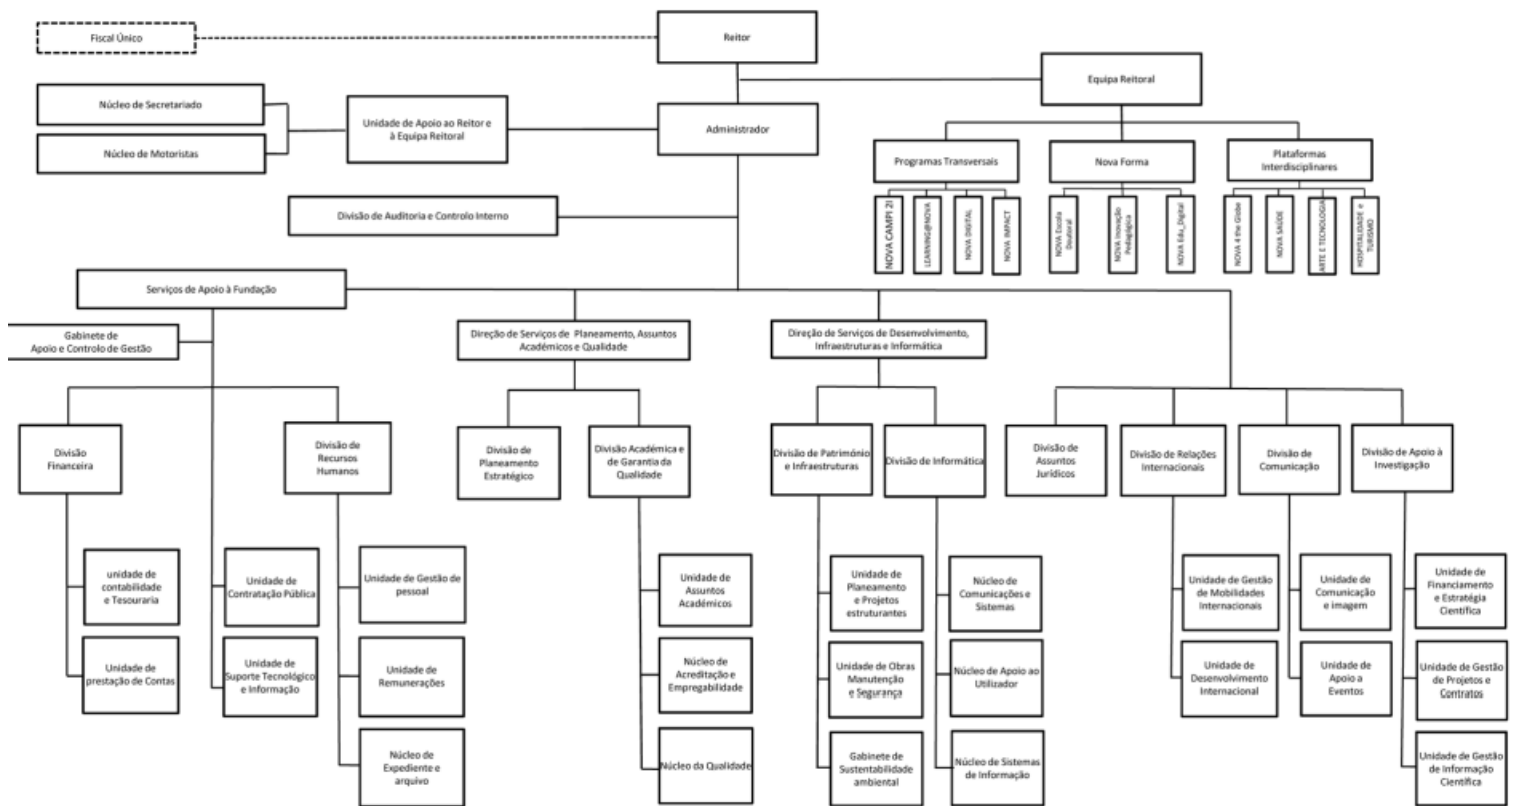 Fiscal Único
Reitor
Equipa Reitoral
Núcleo de Secretariado
Núcleo de Motoristas
Unidade de Apoio ao Reitor e
à Equipa Reitoral
Administrador
Programas Transversais
Nova Forma
Plataformas
Interdisciplinares
NOVA CAMPI 2I
LEARNING@NOVA
NOVA DIGITAL
NOVA IMPACT
NOVA Escola
Doutoral
NOVA Inovação
Pedagógica
NOVA Edu_Digital
NOVA 4 the Globe
NOVA SAÚDE
ARTE E TECNOLOGIA
HOSPITALIDADE e
TURISMO
Divisão de Auditoria e Controlo Interno
Serviços de Apoio à Fundação
Gabinete de
Apoio e Controlo de Gestão
Direção de Serviços de Planeamento, Assuntos
Académicos e Qualidade
Direção de Serviços de Desenvolvimento,
Infraestruturas e Informática
Divisão
Financeira
Divisão de
Recursos
Humanos
Divisão de
Planeamento
Estratégico
Divisão Académica e
de Garantia da
Qualidade
Divisão de Património
e Infraestruturas
Divisão de Informática
Divisão de
Assuntos
Jurídicos
Divisão de Relações
Internacionais
Divisão de
Comunicação
Divisão de Apoio à
Investigação
unidade de
contabilidade
e Tesouraria
Unidade de
Contratação Pública
Unidade de Gestão de
pessoal
Unidade de
Assuntos
Académicos
Unidade de
Planeamento
e Projetos
estruturantes
Núcleo de
Comunicações e
Sistemas
Unidade de Gestão
de Mobilidades
Internacionais
Unidade de
Comunicação
e imagem
Unidade de
Financiamento
e Estratégia
Científica
Unidade de
prestação de Contas
Unidade de
Suporte Tecnológico
e Informação
Unidade de
Remunerações
Núcleo de
Acreditação e
Empregabilidade
Unidade de Obras
Manutenção
e Segurança
Núcleo de Apoio ao
Utilizador
Unidade de
Desenvolvimento
Internacional
Unidade de
Apoio a
Eventos
Unidade de Gestão
de Projetos e
Contratos
Núcleo de
Expediente e
arquivo
Núcleo da Qualidade
Gabinete de
Sustentabilidade
ambiental
Núcleo de Sistemas
de Informação
Unidade de Gestão
de Informação
Científica